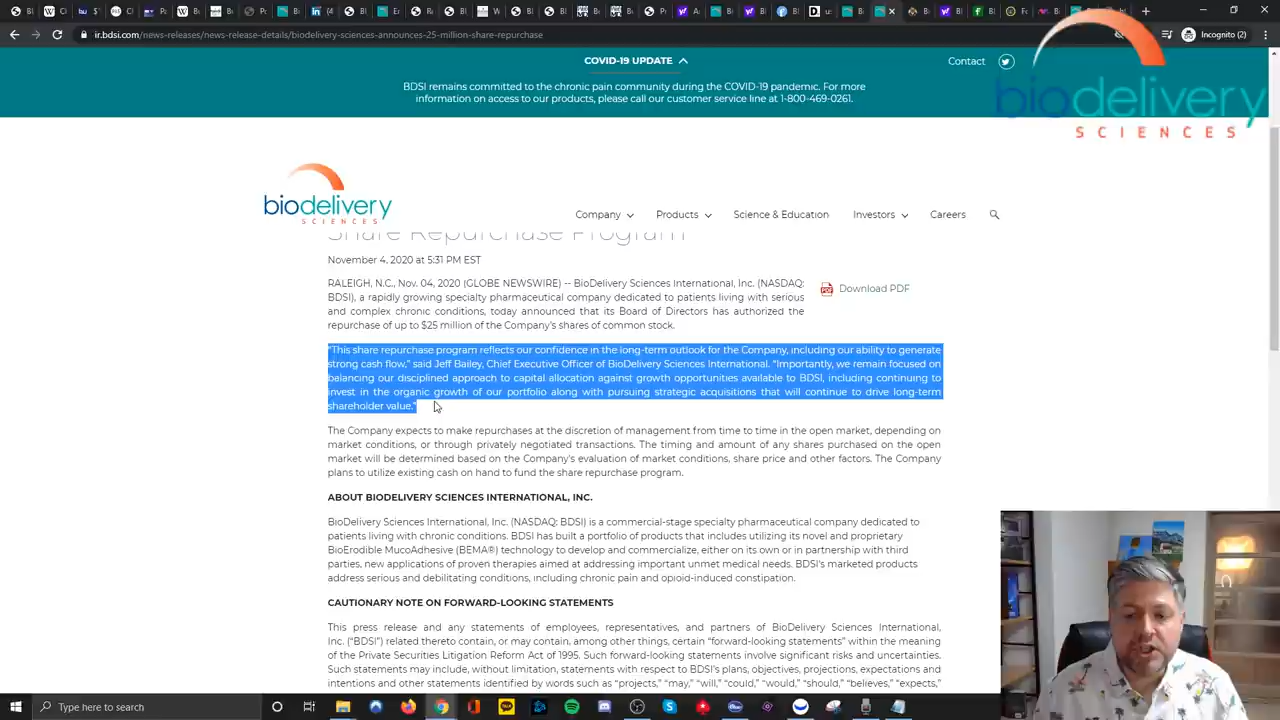 Incognito (2)
ir.bdsi.com/news-releases/news-release-details/biodelivery-sciences-announces-25-million-share-repurchase
COVID-19 UPDATE
Contact
BDSI remains committed to the chronic pain community during the COVID-19 pandemic. For more
information on access to our products, please call our customer service line at 1-800-469-0261.
biodelivery
SCIENCES
biodelivery
SCIENCES
Company
Products
Science & Education
Investors
Careers
Share Repurchase Program
November 4, 2020 at 5:31 PM EST
RALEIGH, N.C., Nov. 04, 2020 (GLOBE NEWSWIRE) -- BioDelivery Sciences International, Inc. (NASDAQ:
BDSI), a rapidly growing specialty pharmaceutical company dedicated to patients living with serious
and complex chronic conditions, today announced that its Board of Directors has authorized the
repurchase of up to $25 million of the Company's shares of common stock.
Download PDF
"This share repurchase program reflects our confidence in the long-term outlook for the Company, including our ability to generate
strong cash flow," said Jeff Bailey, Chief Executive Officer of BioDelivery Sciences International. "Importantly, we remain focused on
balancing our disciplined approach to capital allocation against growth opportunities available to BDSI, including continuing to
invest in the organic growth of our portfolio along with pursuing strategic acquisitions that will continue to drive long-term
shareholder value."
The Company expects to make repurchases at the discretion of management from time to time in the open market, depending on
market conditions, or through privately negotiated transactions. The timing and amount of any shares purchased on the open
market will be determined based on the Company's evaluation of market conditions, share price and other factors. The Company
plans to utilize existing cash on hand to fund the share repurchase program.
ABOUT BIODELIVERY SCIENCES INTERNATIONAL, INC.
BioDelivery Sciences International, Inc. (NASDAQ: BDSI) is a commercial-stage specialty pharmaceutical company dedicated to
patients living with chronic conditions. BDSI has built a portfolio of products that includes utilizing its novel and proprietary
BioErodible MucoAdhesive (BEMA®) technology to develop and commercialize, either on its own or in partnership with third
parties, new applications of proven therapies aimed at addressing important unmet medical needs. BDSI's marketed products
address serious and debilitating conditions, including chronic pain and opioid-induced constipation.
CAUTIONARY NOTE ON FORWARD-LOOKING STATEMENTS
This press release and any statements of employees, representatives, and partners of BioDelivery Sciences International,
Inc. ("BDSI") related thereto contain, or may contain, among other things, certain "forward-looking statements" within the meaning
of the Private Securities Litigation Reform Act of 1995. Such forward-looking statements involve significant risks and uncertainties.
Such statements may include, without limitation, statements with respect to BDSI's plans, objectives, projections, expectations and
intentions and other statements identified by words such as "projects," "may," "will," "could," "would," "should," "believes," "expects,"
Type here to search